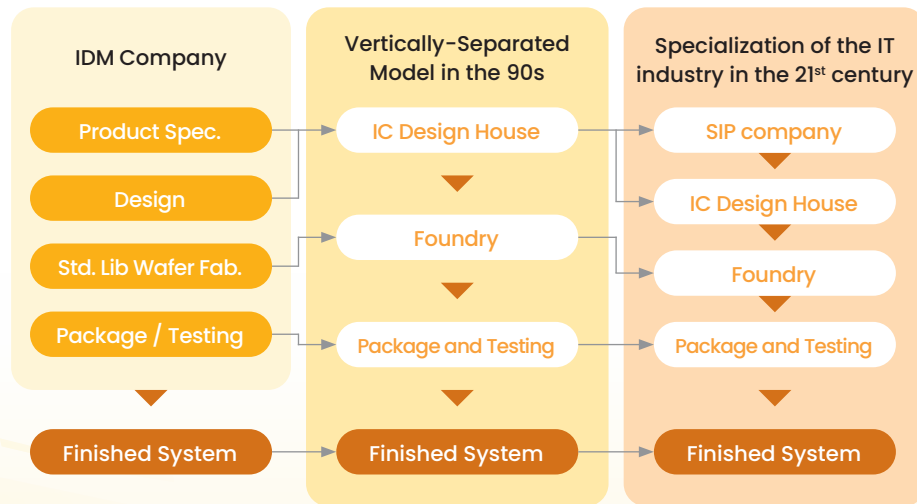 IDM Company
Product Spec.
Design
Std. Lib Wafer Fab.
Package / Testing
Finished System
Vertically-Separated
Model in the 90s
IC Design House
Foundry
Package and Testing
Finished System
Specialization of the IT
industry in the 21st century
SIP company
IC Design House
Foundry
Package and Testing
Finished System